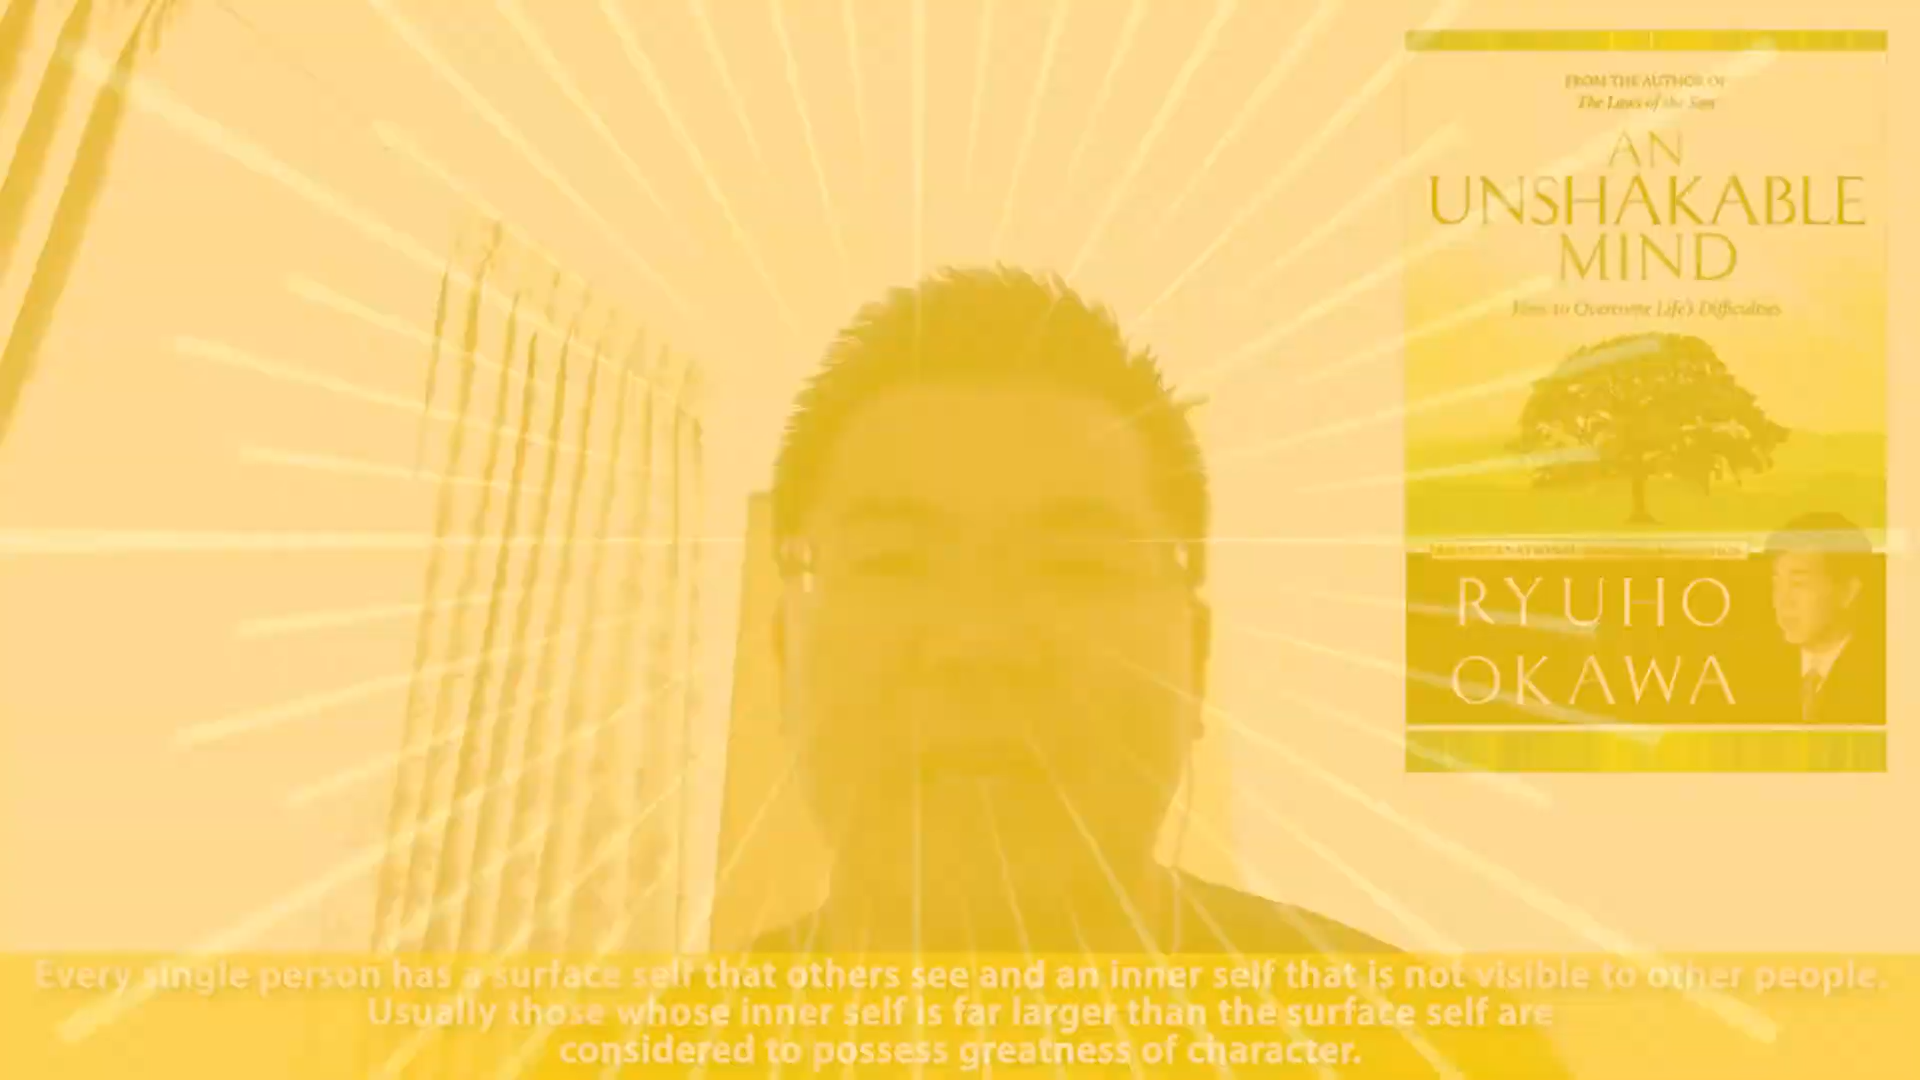 FROM THE AUTHOR OF
The Laws of the Sun
AN
UNSHAKABLE
MIND
How to Overcome Life's Difficulties
RYUHO
OKAWA
Every single person has a surface self that others see and an inner self that is not visible to other people.
Usually those whose inner self is far larger than the surface self are
considered to possess greatness of character.